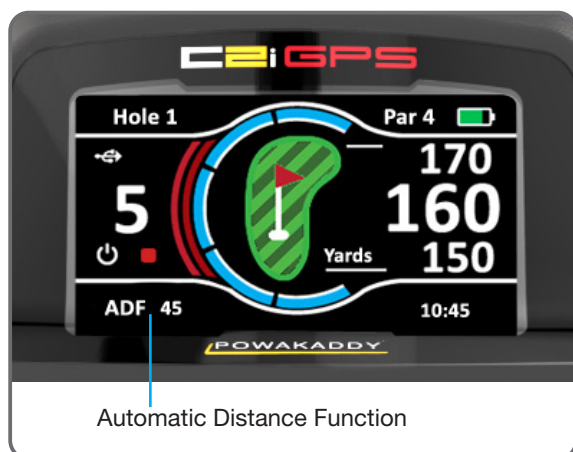 C2i GPS
Hole 1
Par 4
170
5
160
Yards
150
ADF 45
10:45
POWAKADDY
Automatic Distance Function